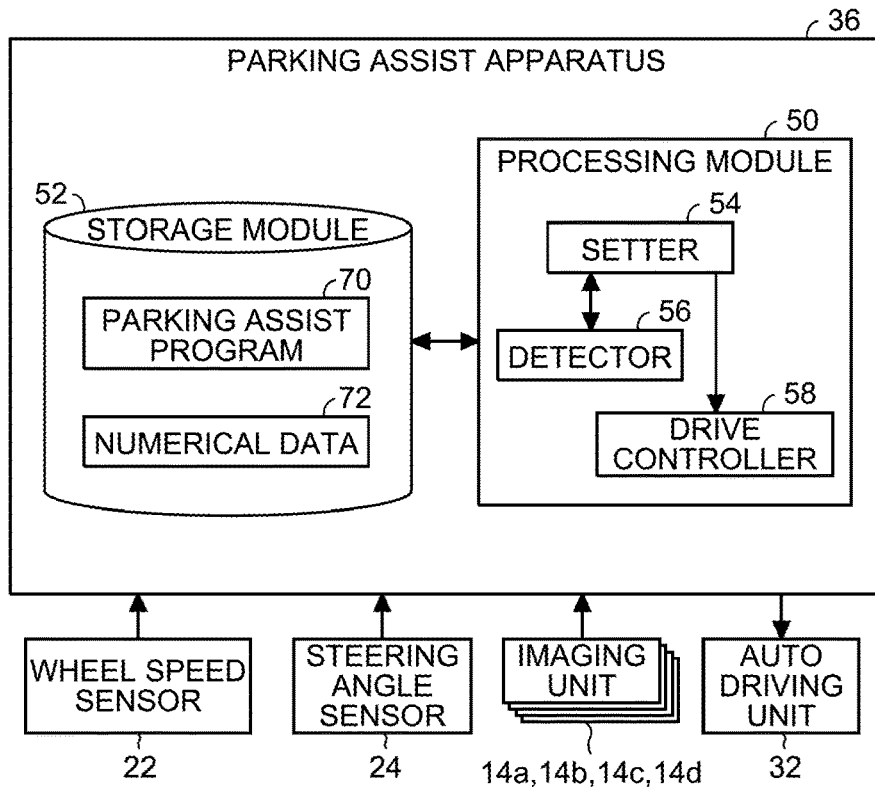 36
PARKING ASSIST APPARATUS
50
PROCESSING MODULE
52
STORAGE MODULE
54
SETTER
70
PARKING ASSIST
PROGRAM
56
DETECTOR
72
NUMERICAL DATA
58
DRIVE
CONTROLLER
WHEEL SPEED
SENSOR
STEERING
ANGLE
SENSOR
IMAGING
UNIT
AUTO
DRIVING
UNIT
22
24
14a,14b,14c,14d
32